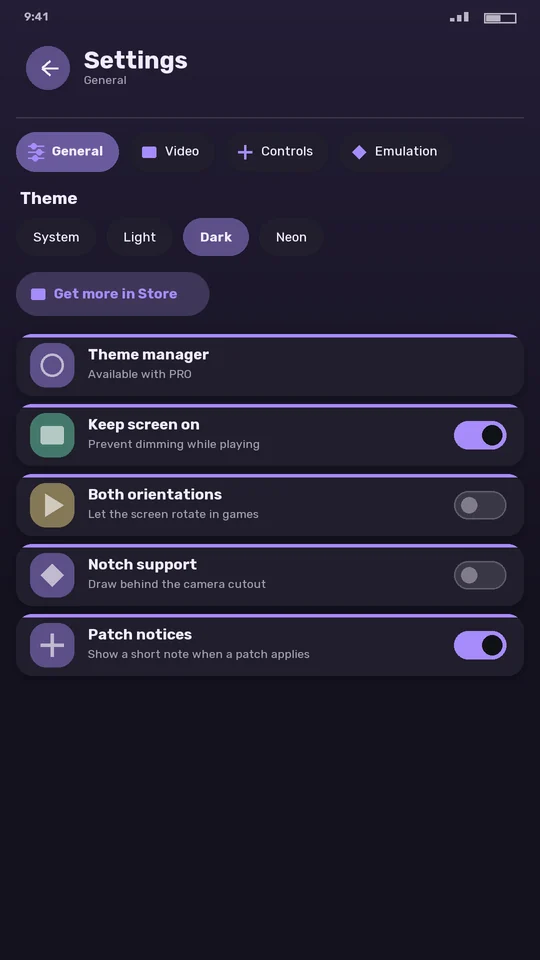 9:41
Settings
General
General
Video
Controls
Emulation
Theme
System
Light
Dark
Neon
Get more in Store
Theme manager
Available with PRO
Keep screen on
Prevent dimming while playing
Both orientations
Let the screen rotate in games
Notch support
Draw behind the camera cutout
Patch notices
Show a short note when a patch applies